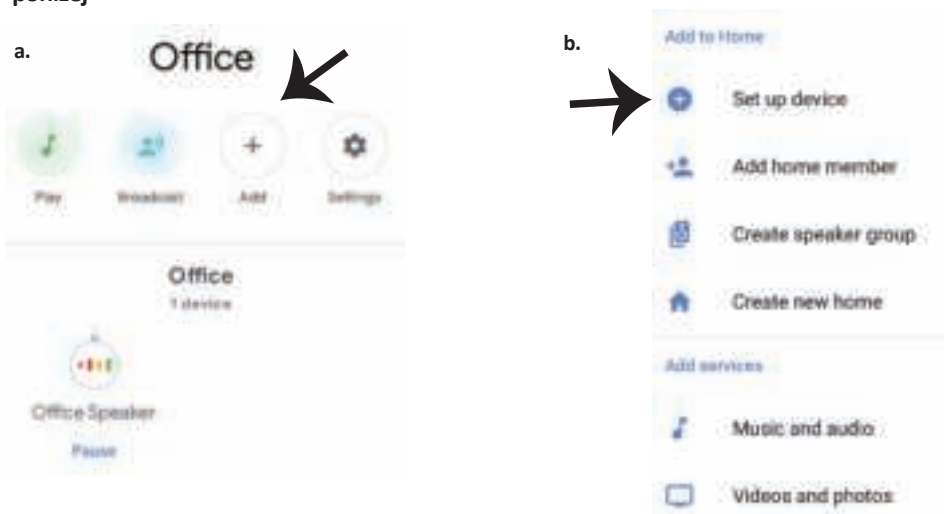 poniżej
a.
Office
Play
Broadcast
Add
Settings
Office
1 device
Office Speaker
Pause
b.
Add to Home
Set up device
Add home member
Create speaker group
Create new home
Add services
Music and audio
Videos and photos